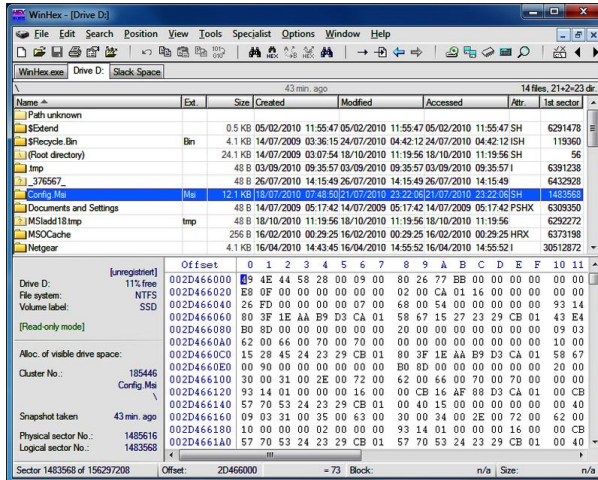 WinHex - [Drive D:]
File Edit Search Position View Tools Specialist Options Window Help
WinHex.exe Drive D: Slack Space
\ 43 min. ago 14 files, 21+2=23 dir.
Name Ext. Size Created Modified Accessed Attr. 1st sector
Path unknown
$Extend 0.5 KB 05/02/2010 11:55:47 05/02/2010 11:55:47 05/02/2010 11:55:47 SH 6291478
$Recycle.Bin Bin 4.1 KB 14/07/2009 03:36:15 24/07/2010 04:42:12 24/07/2010 04:42:12 ISH 119360
(Root directory) 24.1 KB 14/07/2009 03:07:54 18/10/2010 11:19:56 18/10/2010 11:19:56 SH 56
.tmp 48 B 03/09/2010 09:35:57 03/09/2010 09:35:57 03/09/2010 09:35:57 I 6391238
_376567_ 48 B 26/07/2010 14:15:49 26/07/2010 14:15:49 26/07/2010 14:15:49 6432928
Config.Msi Msi 12.1 KB 18/07/2010 07:48:50 21/07/2010 23:22:06 21/07/2010 23:22:06 SH 1483568
Documents and Settings 48 B 14/07/2009 05:17:42 14/07/2009 05:17:42 14/07/2009 05:17:42 PSHX 6309350
MSIadd18.tmp tmp 48 B 18/10/2010 11:19:56 18/10/2010 11:19:56 18/10/2010 11:19:56 6292272
MSOCache 256 B 16/02/2010 00:29:25 16/02/2010 00:29:25 16/02/2010 00:29:25 HRX 6373198
Netgear 4.1 KB 16/04/2010 14:43:45 16/04/2010 14:55:52 16/04/2010 14:55:52 I 30512872
[unregistriert]
Drive D: 11% free
File system: NTFS
Volume label: SSD
[Read-only mode]
Alloc. of visible drive space:
Cluster No.: 185446
Config.Msi
\
Snapshot taken 43 min. ago
Physical sector No.: 1485616
Logical sector No.: 1483568
Offset 0 1 2 3 4 5 6 7 8 9 A B C D E F 10 11
002D466000 49 4E 44 58 28 00 09 00 80 26 77 BB 00 00 00 00 00 00
002D466020 E8 0F 00 00 00 00 00 00 02 00 CA 01 16 00 00 00 00 00
002D466040 26 FD 00 00 00 00 07 00 68 00 54 00 00 00 00 00 93 14
002D466060 80 3F 1E AA B9 D3 CA 01 58 67 15 27 23 29 CB 01 43 E4
002D466080 B0 8D 00 00 00 00 00 00 20 00 00 00 00 00 00 00 09 03
002D4660A0 62 00 66 00 70 00 70 00 00 00 00 00 00 00 00 00 10 00
002D4660C0 15 28 45 24 23 29 CB 01 80 3F 1E AA B9 D3 CA 01 58 67
002D4660E0 00 90 00 00 00 00 00 00 B0 8D 00 00 00 00 00 00 20 00
002D466100 30 00 31 00 2E 00 72 00 62 00 66 00 70 00 70 00 00 00
002D466120 93 14 01 00 00 00 16 00 00 CB 16 AF 88 D3 CA 01 00 CB
002D466140 57 70 53 24 23 29 CB 01 00 40 15 00 00 00 00 00 00 40
002D466160 09 03 31 00 35 00 63 00 30 00 34 00 2E 00 72 00 62 00
002D466180 10 00 00 00 02 00 00 00 93 14 01 00 00 00 16 00 00 CB
002D4661A0 57 70 53 24 23 29 CB 01 57 70 53 24 23 29 CB 01 00 40
Sector 1483568 of 156297208 Offset: 2D466000 = 73 Block: n/a Size: n/a